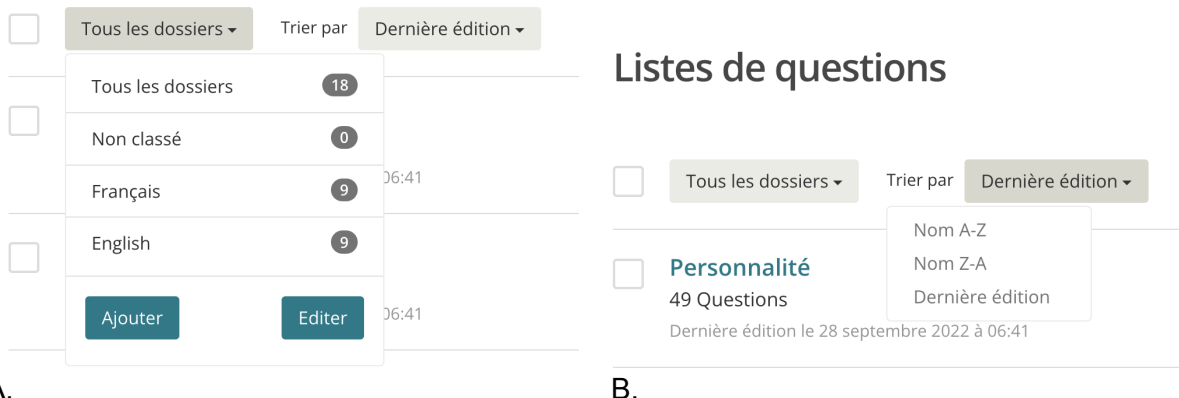 Tous les dossiers
Trier par
Dernière édition
Tous les dossiers 18
Non classé 0
Français 9
English 9
06:41
06:41
Ajouter
Editer
A.
Listes de questions
Tous les dossiers
Trier par
Dernière édition
Nom A-Z
Nom Z-A
Dernière édition
Personnalité
49 Questions
Dernière édition le 28 septembre 2022 à 06:41
B.